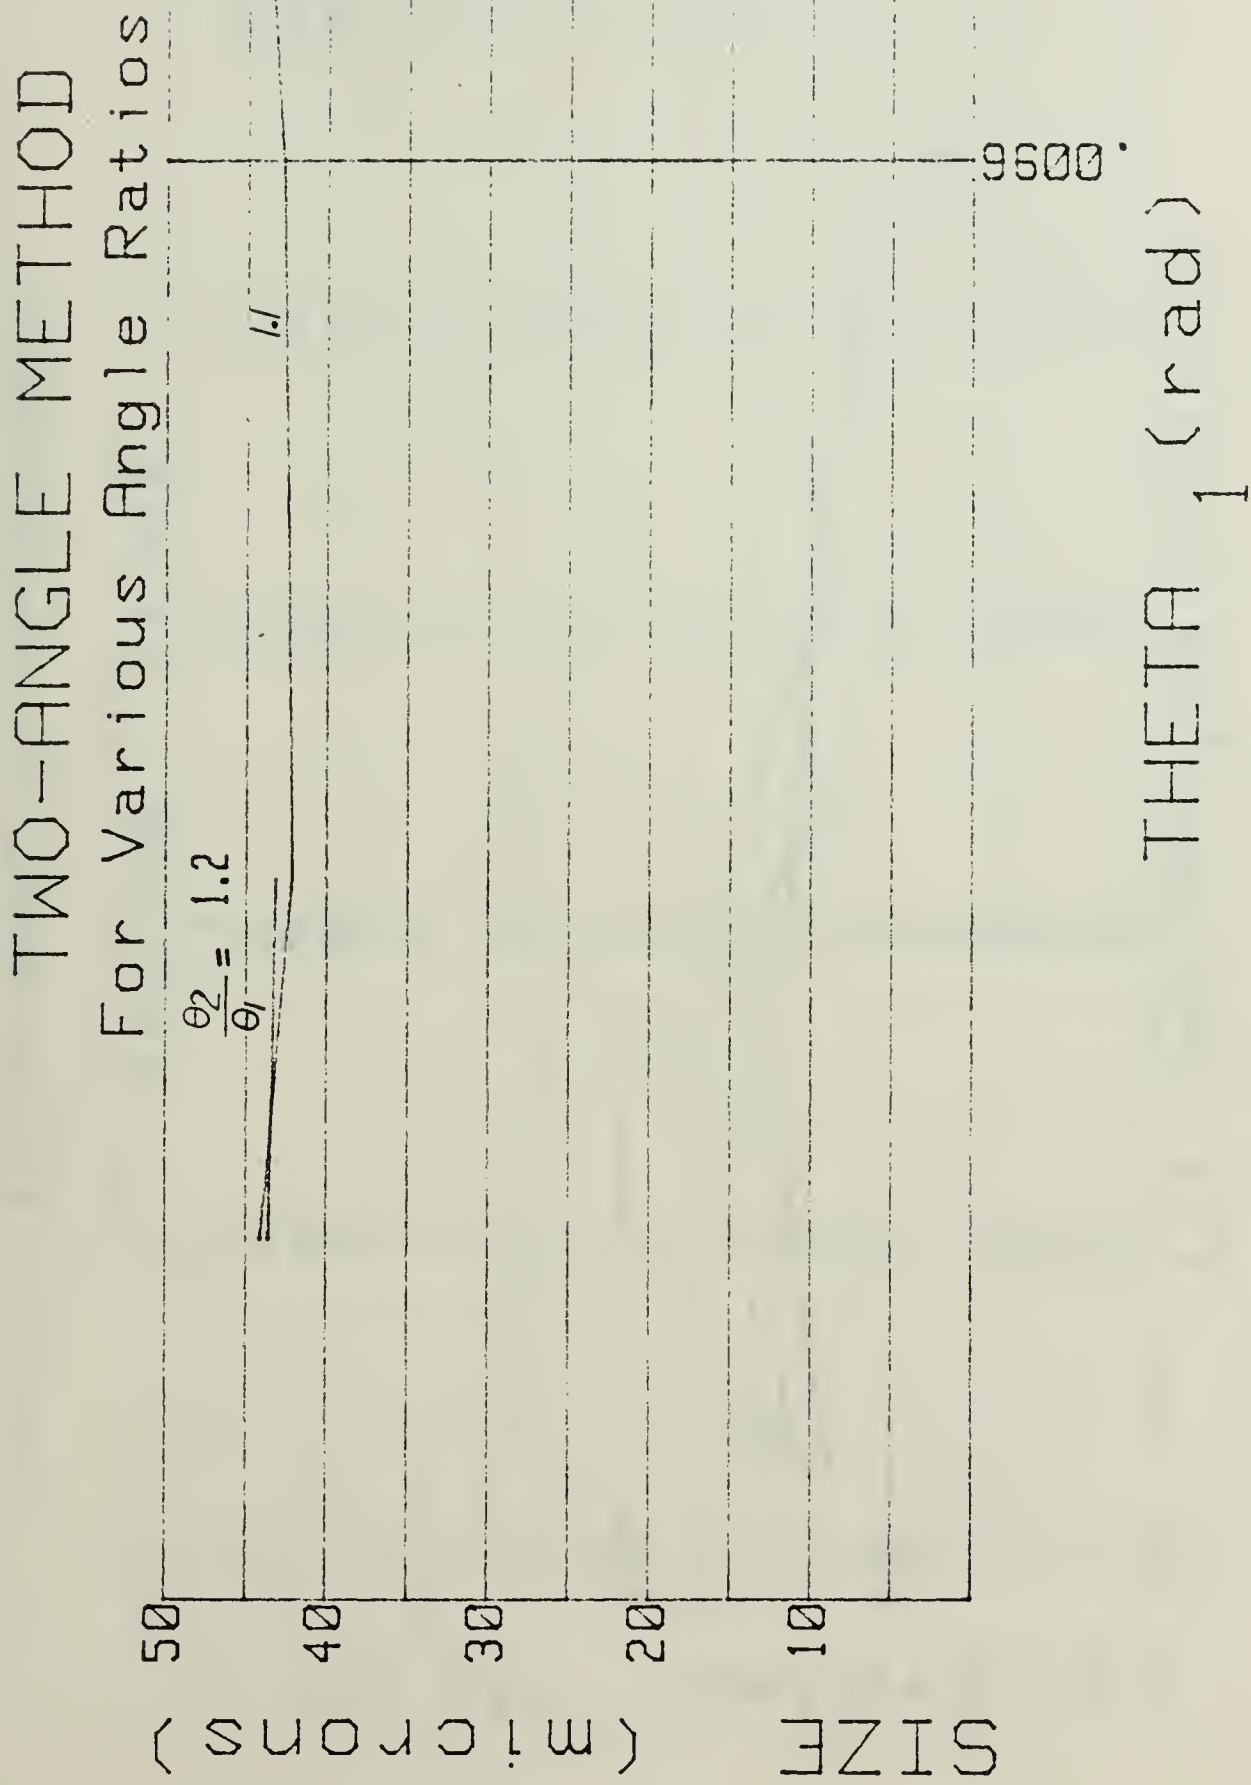 TWO-ANGLE METHOD
For Various Angle Ratios
θ2/θ1 = 1.2
1.1
50
40
30
20
10
SIZE (microns)
.0056
THETA 1 (rad)